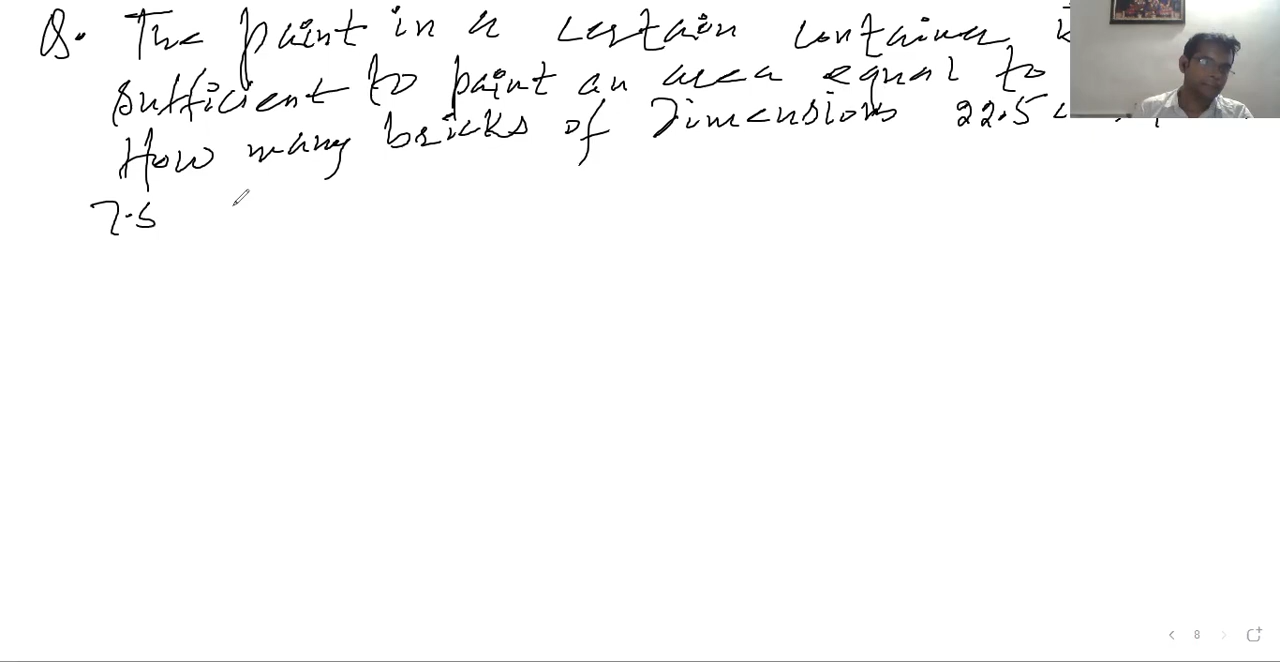 Q. The paint in a certain container
sufficient to paint an area equal to
How many bricks of Dimensions 22.5 c
7.5
8